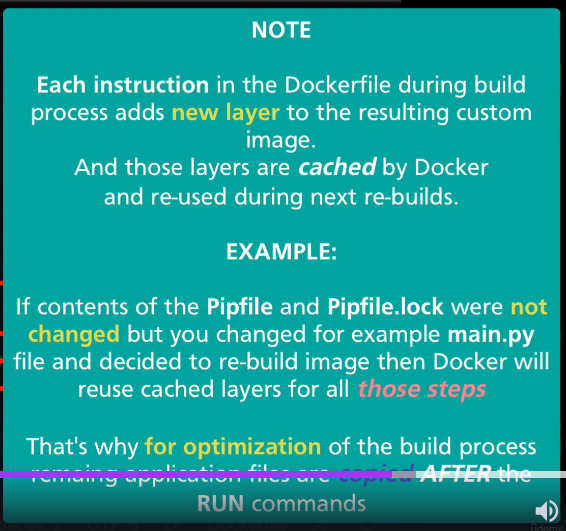 NOTE
Each instruction in the Dockerfile during build
process adds new layer to the resulting custom
image.
And those layers are cached by Docker
and re-used during next re-builds.
EXAMPLE:
If contents of the Pipfile and Pipfile.lock were not
changed but you changed for example main.py
file and decided to re-build image then Docker will
reuse cached layers for all those steps
That's why for optimization of the build process
remaing application files are copied AFTER the
RUN commands
Udemy